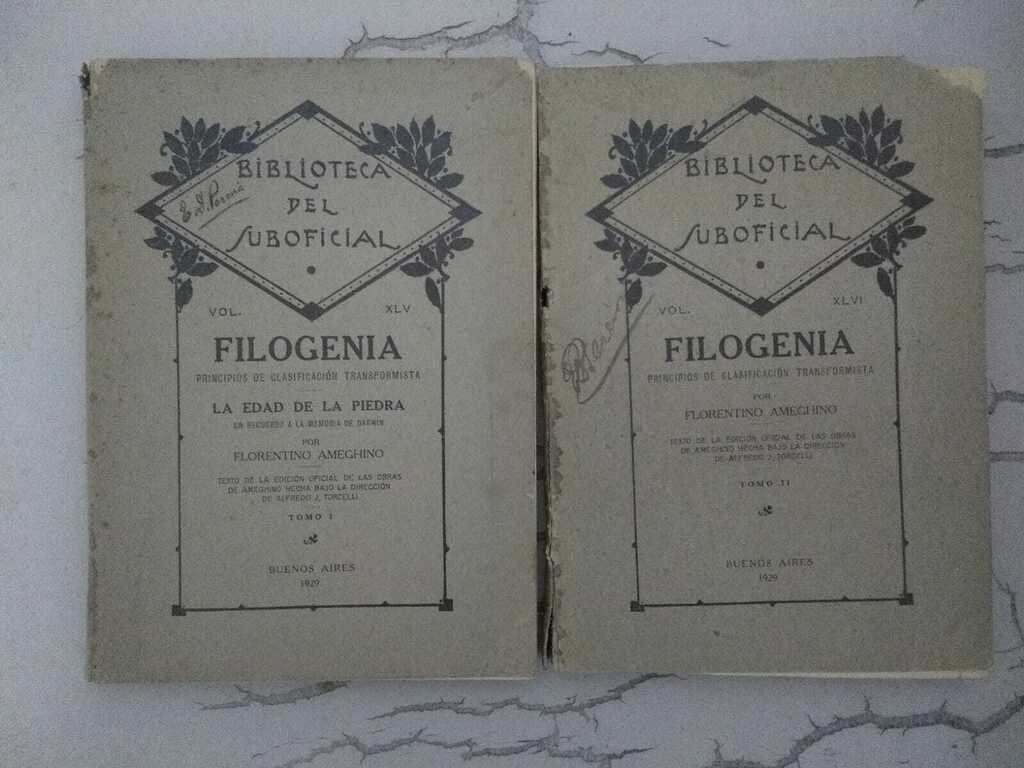 BIBLIOTECA
DEL
SUBOFICIAL
VOL. XLV
FILOGENIA
PRINCIPIOS DE CLASIFICACIÓN TRANSFORMISTA
LA EDAD DE LA PIEDRA
UN RECUERDO A LA MEMORIA DE DARWIN
POR
FLORENTINO AMEGHINO
TEXTO DE LA EDICIÓN OFICIAL DE LAS OBRAS
DE AMEGHINO HECHA BAJO LA DIRECCIÓN
DE ALFREDO J. TORCELLI
TOMO I
BUENOS AIRES
1929
BIBLIOTECA
DEL
SUBOFICIAL
VOL. XLVI
FILOGENIA
PRINCIPIOS DE CLASIFICACIÓN TRANSFORMISTA
POR
FLORENTINO AMEGHINO
TEXTO DE LA EDICIÓN OFICIAL DE LAS OBRAS
DE AMEGHINO HECHA BAJO LA DIRECCIÓN
DE ALFREDO J. TORCELLI
TOMO II
BUENOS AIRES
1929